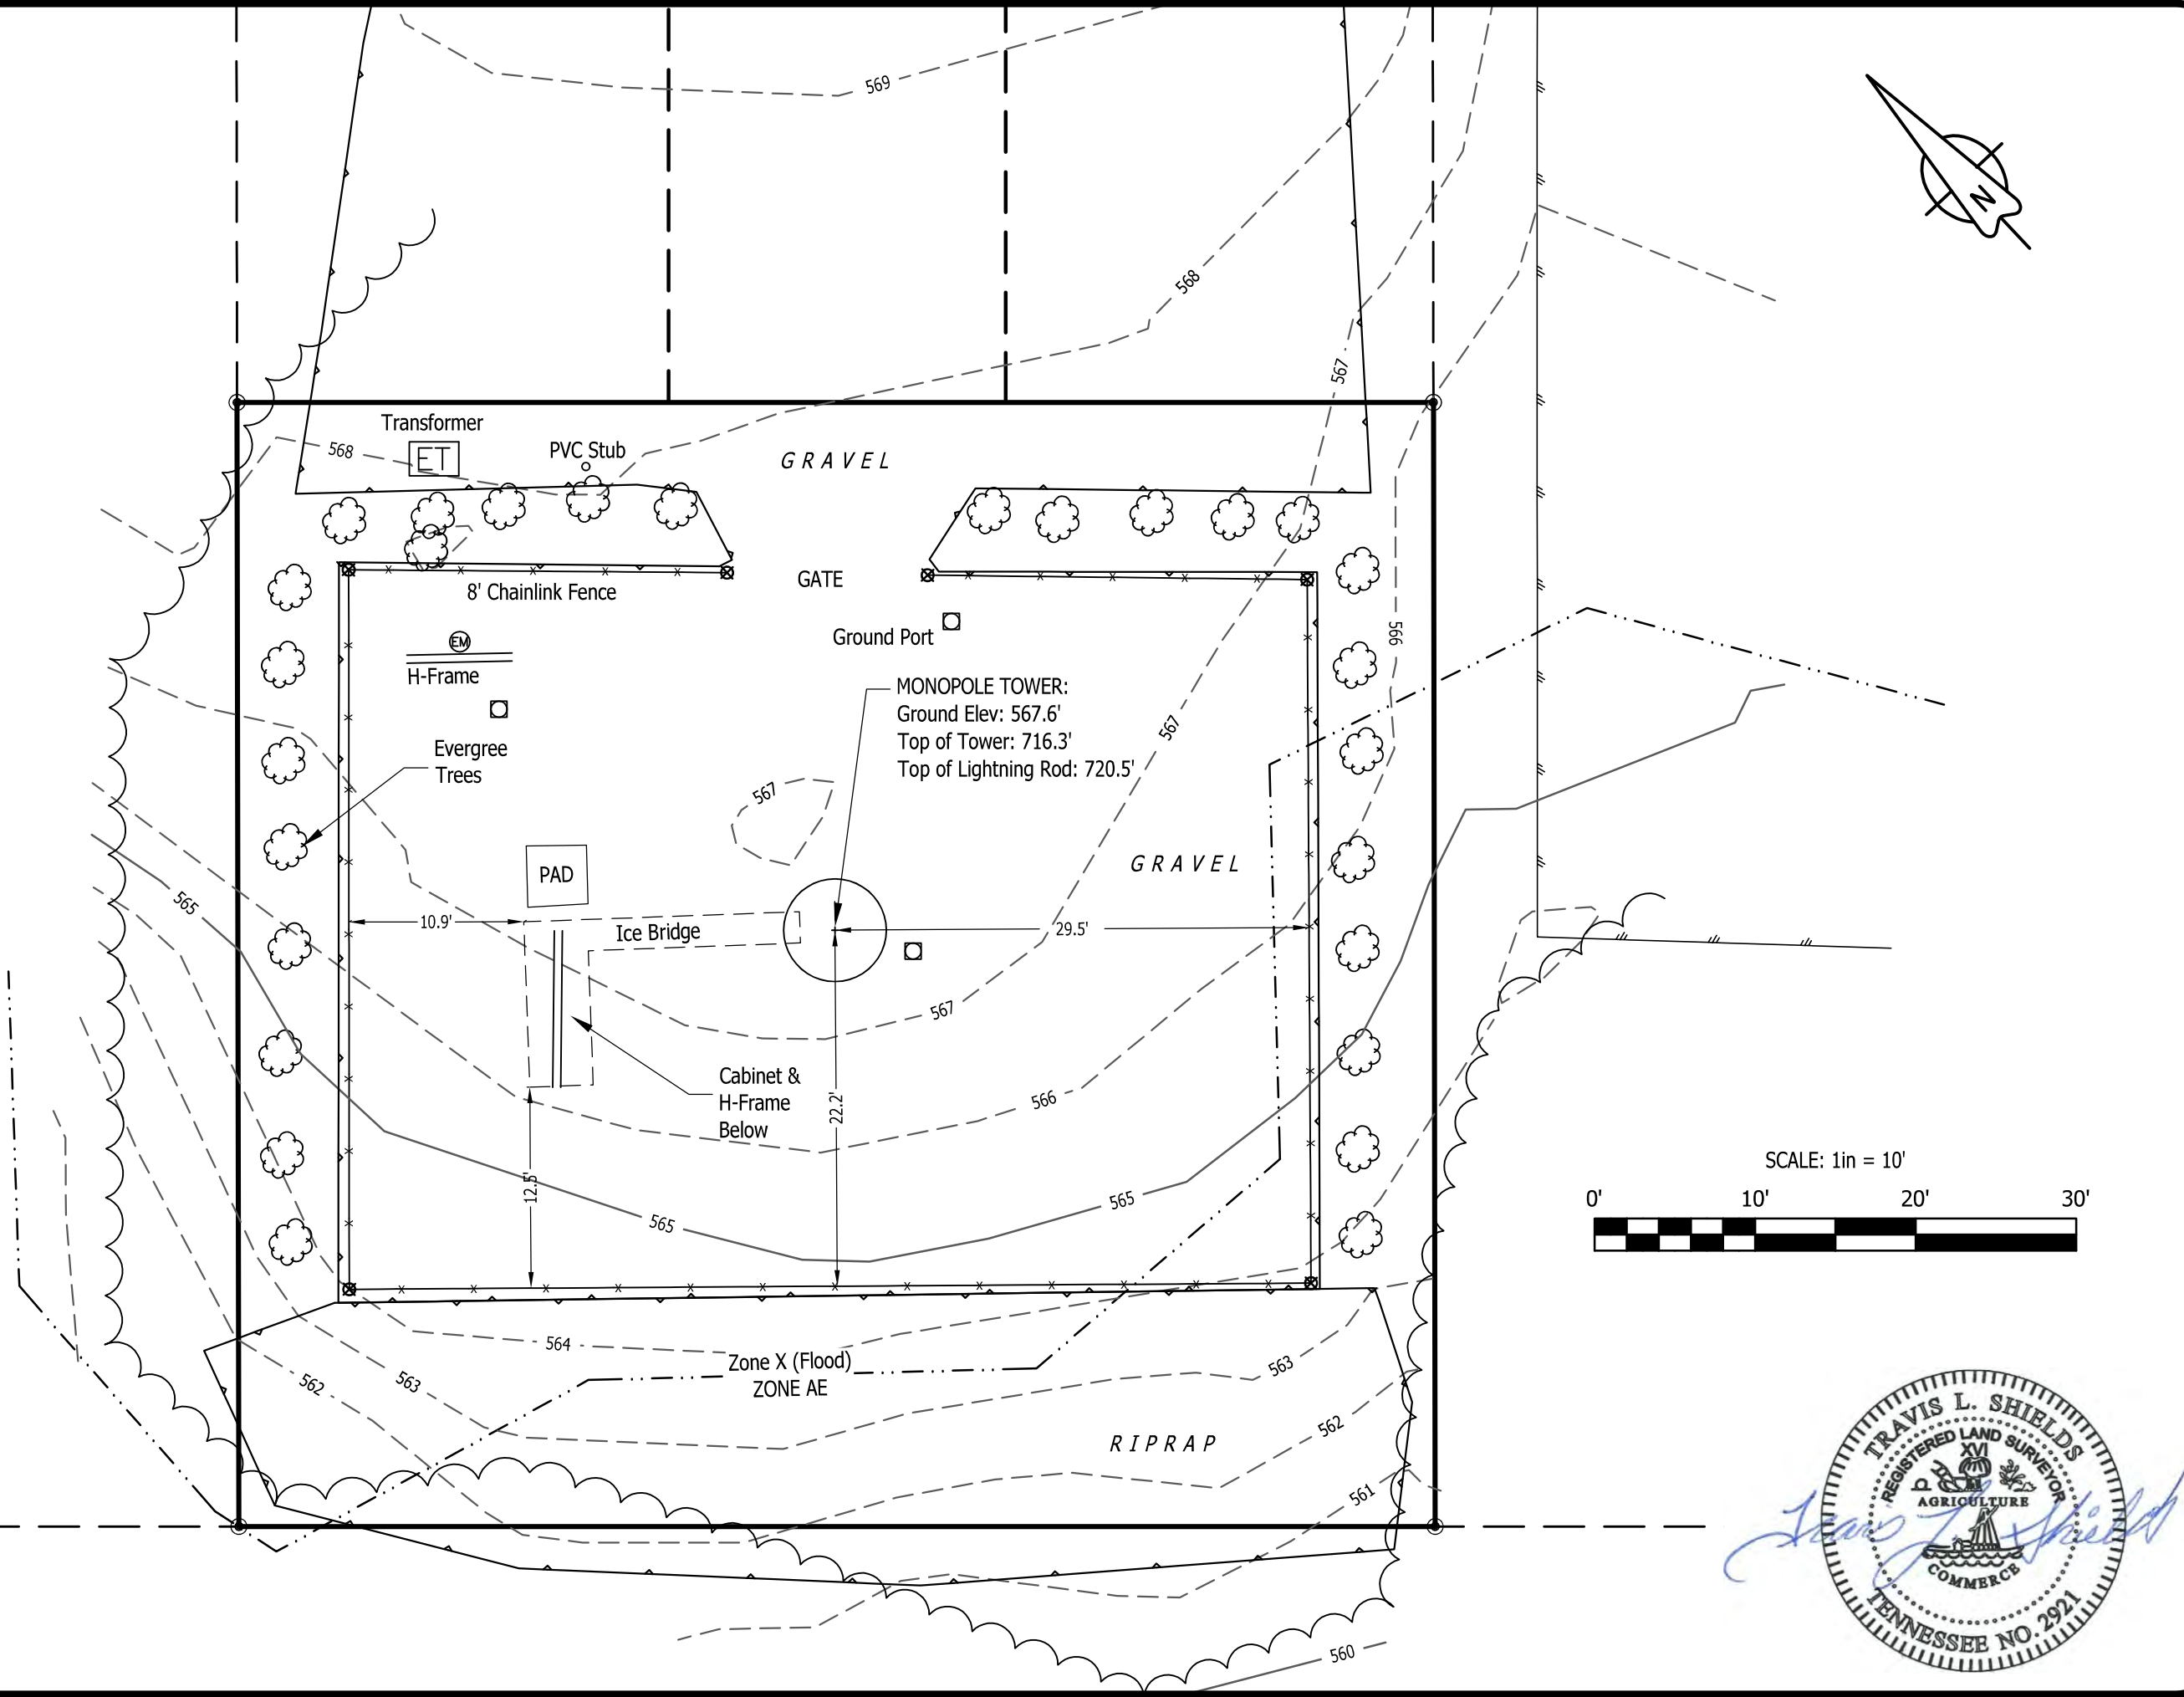 569
N
568
567
Transformer
568
ET
PVC Stub
GRAVEL
GATE
8' Chainlink Fence
Ground Port
EM
H-Frame
566
MONOPOLE TOWER:
Ground Elev: 567.6'
Top of Tower: 716.3'
Top of Lightning Rod: 720.5'
567
Evergree
Trees
567
GRAVEL
PAD
565
10.9'
Ice Bridge
29.5'
567
Cabinet &
H-Frame
Below
22.2'
566
12.5'
565
565
SCALE: 1in = 10'
0' 10' 20' 30'
564
Zone X (Flood)
ZONE AE
563
562
563
562
RIPRAP
561
560
TRAVIS L. SHIELDS
REGISTERED LAND SURVEYOR
XVI
AGRICULTURE
COMMERCE
TENNESSEE NO. 2921
Travis L Shields